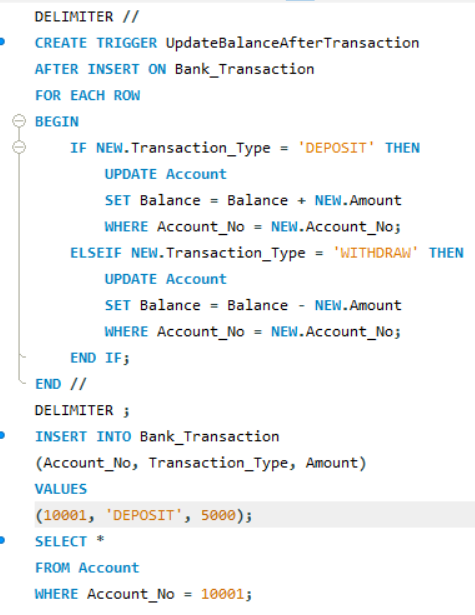 DELIMITER //
CREATE TRIGGER UpdateBalanceAfterTransaction
AFTER INSERT ON Bank_Transaction
FOR EACH ROW
BEGIN
    IF NEW.Transaction_Type = 'DEPOSIT' THEN
        UPDATE Account
        SET Balance = Balance + NEW.Amount
        WHERE Account_No = NEW.Account_No;
    ELSEIF NEW.Transaction_Type = 'WITHDRAW' THEN
        UPDATE Account
        SET Balance = Balance - NEW.Amount
        WHERE Account_No = NEW.Account_No;
    END IF;
END //
DELIMITER ;
INSERT INTO Bank_Transaction
(Account_No, Transaction_Type, Amount)
VALUES
(10001, 'DEPOSIT', 5000);
SELECT *
FROM Account
WHERE Account_No = 10001;